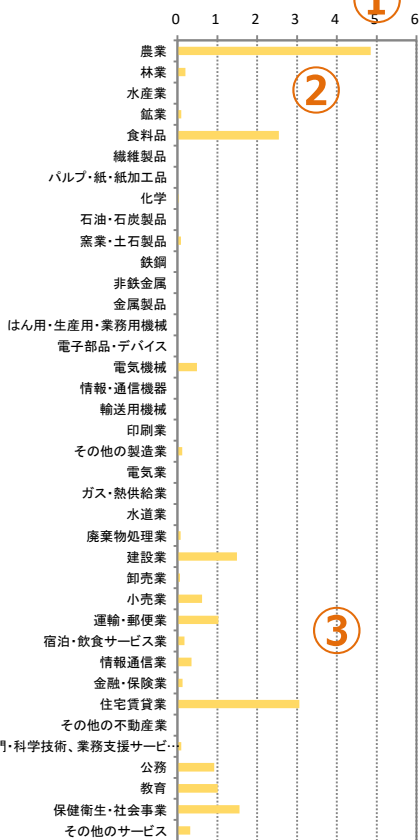 ①
0 1 2 3 4 5 6
農業
林業
②
水産業
鉱業
食料品
繊維製品
パルプ・紙・紙加工品
化学
石油・石炭製品
窯業・土石製品
鉄鋼
非鉄金属
金属製品
はん用・生産用・業務用機械
電子部品・デバイス
電気機械
情報・通信機器
輸送用機械
印刷業
その他の製造業
電気業
ガス・熱供給業
水道業
廃棄物処理業
建設業
卸売業
小売業
運輸・郵便業
③
宿泊・飲食サービス業
情報通信業
金融・保険業
住宅賃貸業
その他の不動産業
門・科学技術、業務支援サービ…
公務
教育
保健衛生・社会事業
その他のサービス